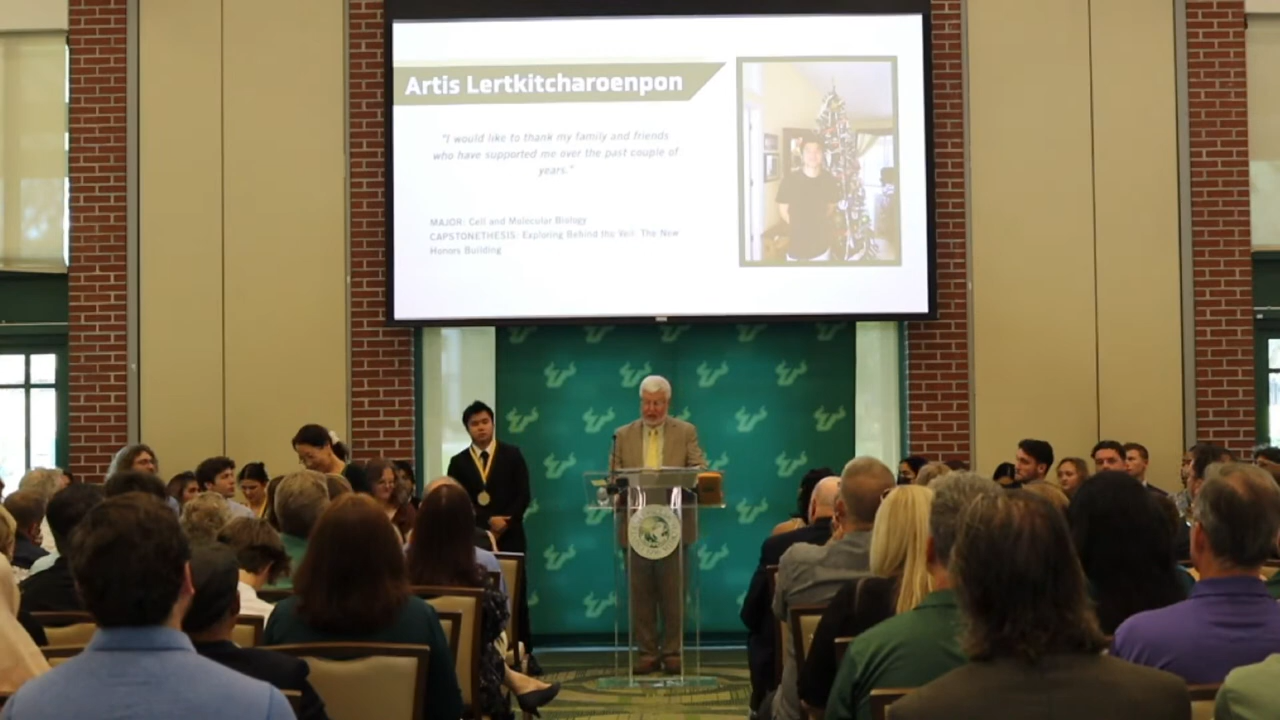 Artis Lertkitcharoenpon
"I would like to thank my family and friends
who have supported me over the past couple of
years."
MAJOR: Cell and Molecular Biology
CAPSTONETHESIS: Exploring Behind the Veil: The New
Honors Building